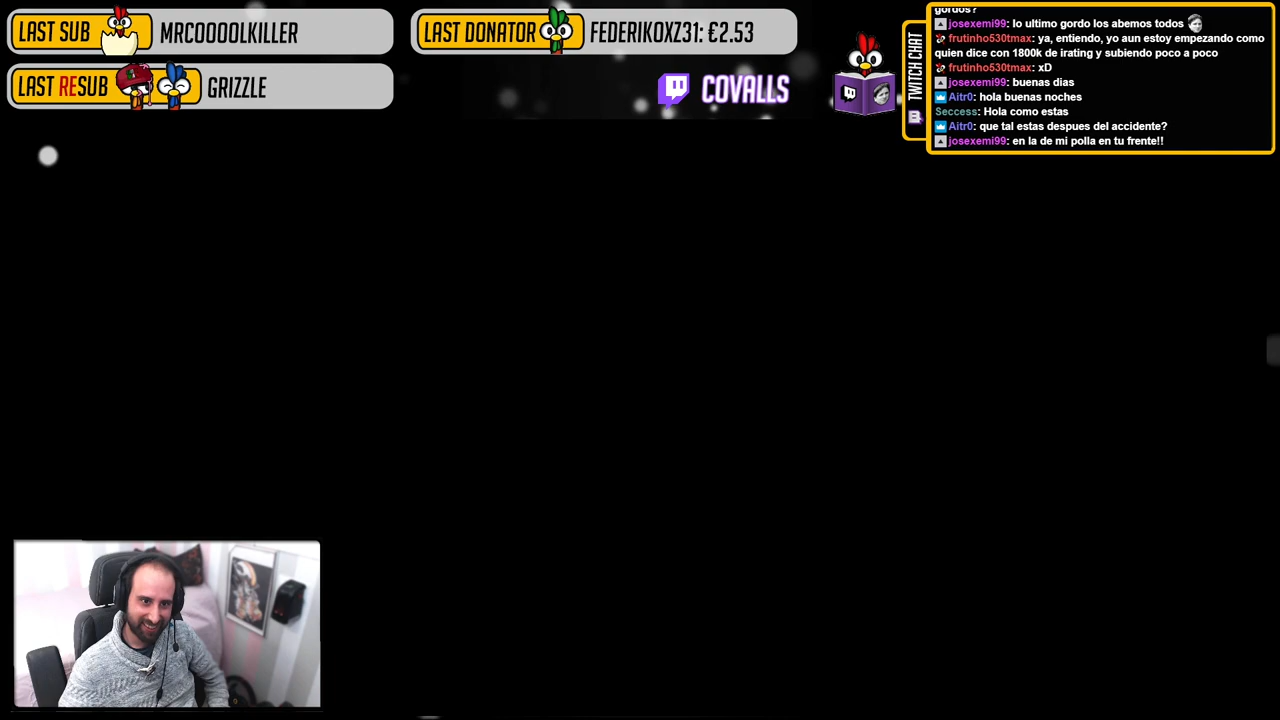 LAST SUB MRCOOOOLKILLER
LAST DONATOR FEDERIKOXZ31: €2.53
LAST RESUB GRIZZLE
COVALLS
TWITCH CHAT
gordos?
josexemi99: lo ultimo gordo los abemos todos
frutinho530tmax: ya, entiendo, yo aun estoy empezando como
quien dice con 1800k de irating y subiendo poco a poco
frutinho530tmax: xD
josexemi99: buenas dias
Aitr0: hola buenas noches
Seccess: Hola como estas
Aitr0: que tal estas despues del accidente?
josexemi99: en la de mi polla en tu frente!!